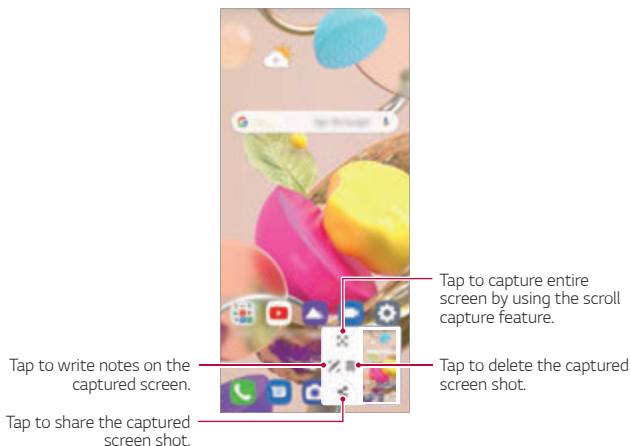 Tap to capture entire
screen by using the scroll
capture feature.
Tap to write notes on the
captured screen.
Tap to delete the captured
screen shot.
Tap to share the captured
screen shot.